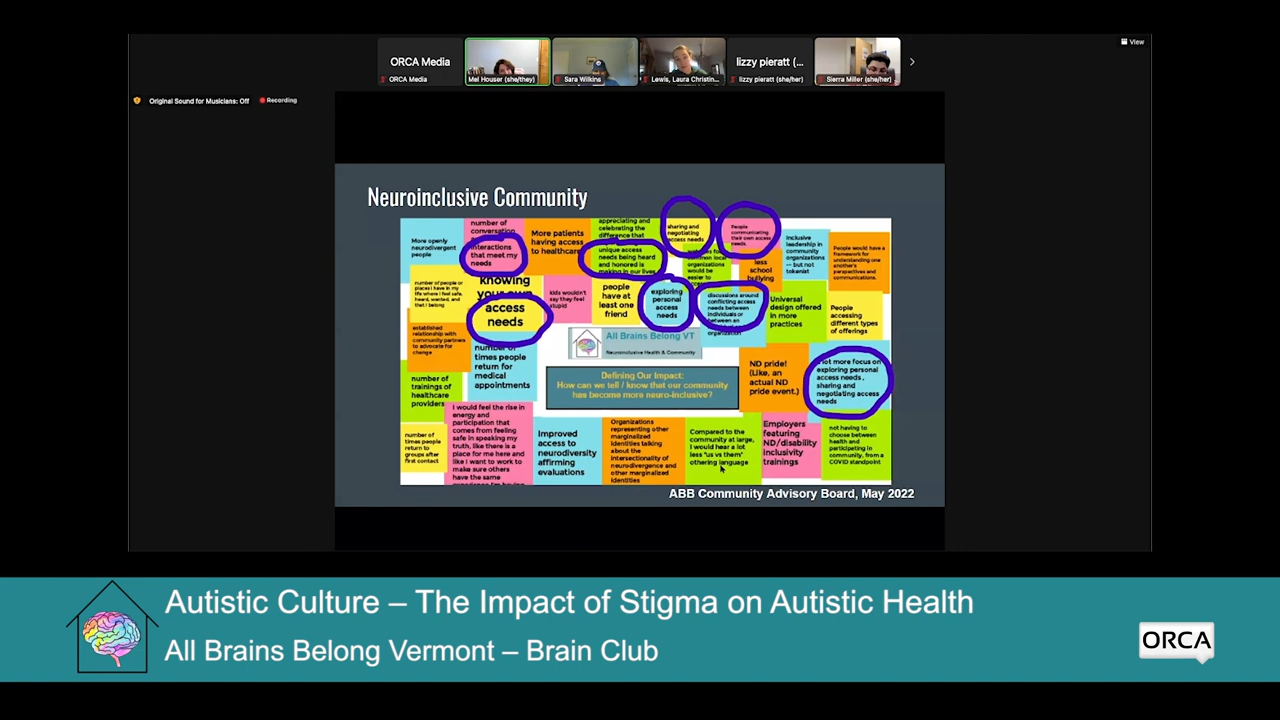 View
ORCA Media
ORCA Media
Mel Houser (she/they)
Sara Wilkins
Lewis, Laura Christin...
lizzy pieratt (...
lizzy pieratt (she/her)
Sierra Miller (she/her)
Original Sound for Musicians: Off
Recording
Neuroinclusive Community
More openly
neurodivergent
people
number of
conversation
interactions
that meet my
needs
More patients
having access
to healthcare
appreciating and
celebrating the
difference that
unique access
needs being heard
and honored is
making in our lives
sharing and
negotiating
access needs
common local
organizations
would be
easier to
People
communicating
their own access
needs
less
school
bullying
Inclusive
leadership in
community
organizations
-- but not
tokenist
People would have a
framework for
understanding one
another's
perspectives and
communications.
number of people or
places i have in my
life where i feel safe,
heard, wanted, and
that i belong
knowing
your own
access
needs
kids wouldn't
say they feel
stupid
people
have at
least one
friend
exploring
personal
access
needs
discussions around
conflicting access
needs between
individuals or
between an
organization
Universal
design offered
in more
practices
People
accessing
different types
of offerings
established
relationship with
community partners
to advocate for
change
number of
times people
return for
medical
appointments
All Brains Belong VT
Neuroinclusive Health & Community
Defining Our Impact:
How can we tell / know that our community
has become more neuro-inclusive?
ND pride!
(Like, an
actual ND
pride event.)
not more focus on
exploring personal
access needs,
sharing and
negotiating access
needs
number of
trainings of
healthcare
providers
number of
times people
return to
groups after
first contact
I would feel the rise in
energy and
participation that
comes from feeling
safe in speaking my
truth, like there is a
place for me here and
like I want to work to
make sure others
have the same
experience I'm having
Improved
access to
neurodiversity
affirming
evaluations
Organizations
representing other
marginalized
identities talking
about the
intersectionality of
neurodivergence and
other marginalized
identities
Compared to the
community at large,
I would hear a lot
less "us vs them"
othering language
Employers
featuring
ND/disability
inclusivity
trainings
not having to
choose between
health and
participating in
community, from a
COVID standpoint
ABB Community Advisory Board, May 2022
Autistic Culture – The Impact of Stigma on Autistic Health
All Brains Belong Vermont – Brain Club
ORCA